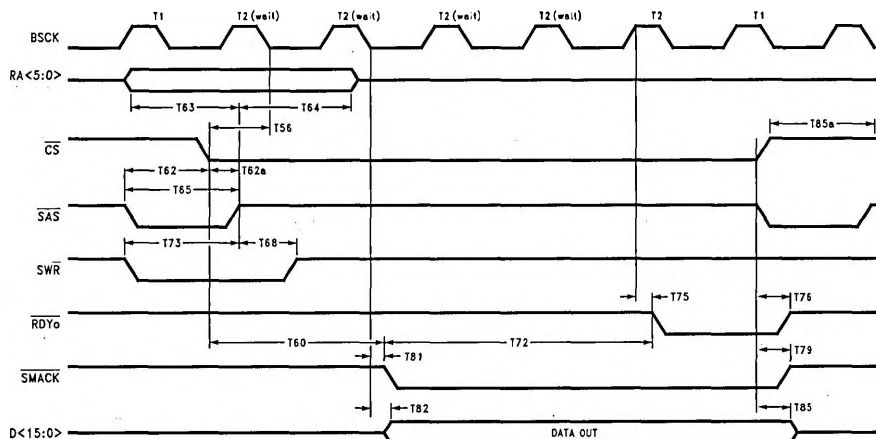 T1 T2 (wait) T2 (wait) T2 (wait) T2 (wait) T2 T1
BSCK
RA<5:0>
T63 T64
T56 T85a
CS
T62 T62a
T65
SAS
T73 T68
SWR
T75 T76
RDYo
T60 T72
T81 T79
SMACK
T82 T85
D<15:0> DATA OUT